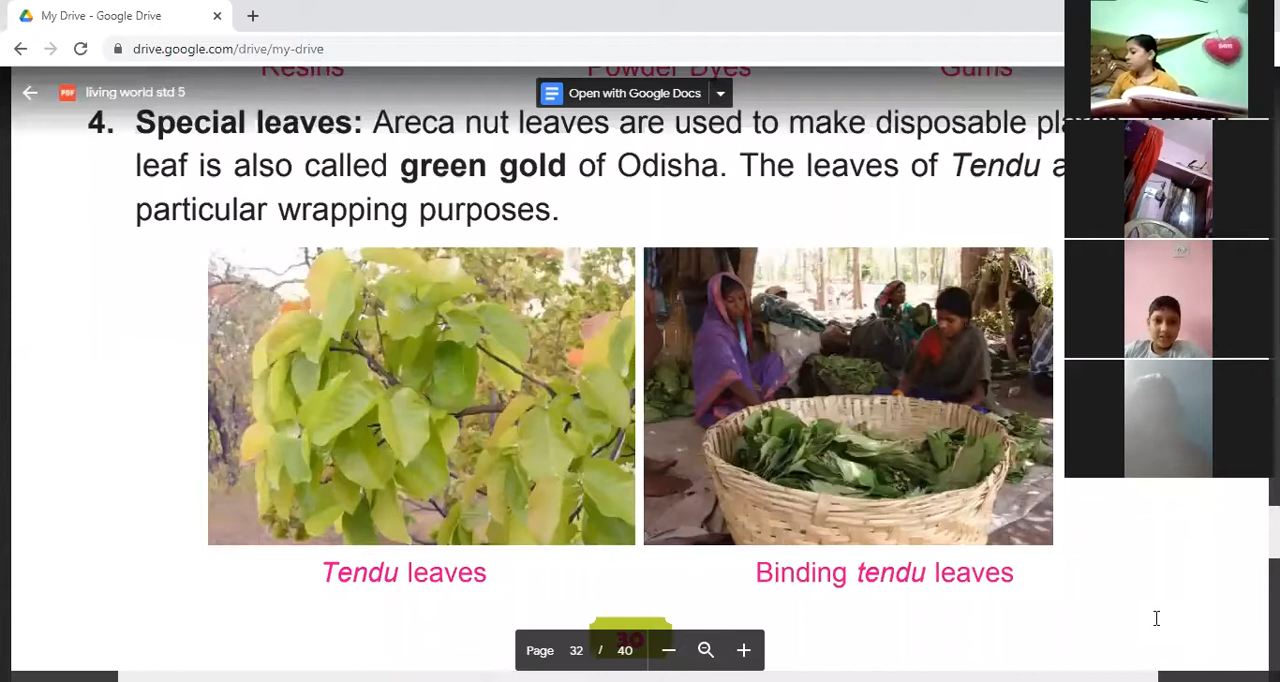 My Drive - Google Drive
drive.google.com/drive/my-drive
Resins Powder Dyes Gums
living world std 5
Open with Google Docs
4. Special leaves: Areca nut leaves are used to make disposable
leaf is also called green gold of Odisha. The leaves of Tendu
particular wrapping purposes.
Tendu leaves Binding tendu leaves
30
Page 32 / 40